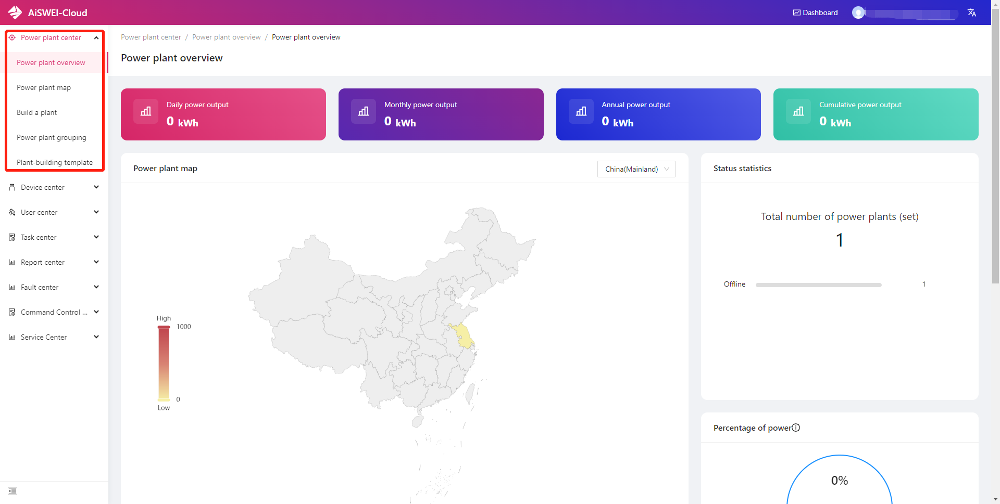 AiSWEI-Cloud
Dashboard
Power plant center
Power plant overview
Power plant map
Build a plant
Power plant grouping
Plant-building template
Device center
User center
Task center
Report center
Fault center
Command Control ...
Service Center
Power plant center / Power plant overview / Power plant overview
Power plant overview
Daily power output
0 kWh
Monthly power output
0 kWh
Annual power output
0 kWh
Cumulative power output
0 kWh
Power plant map
China(Mainland)
High
1000
0
Low
Status statistics
Total number of power plants (set)
1
Offline 1
Percentage of power
0%